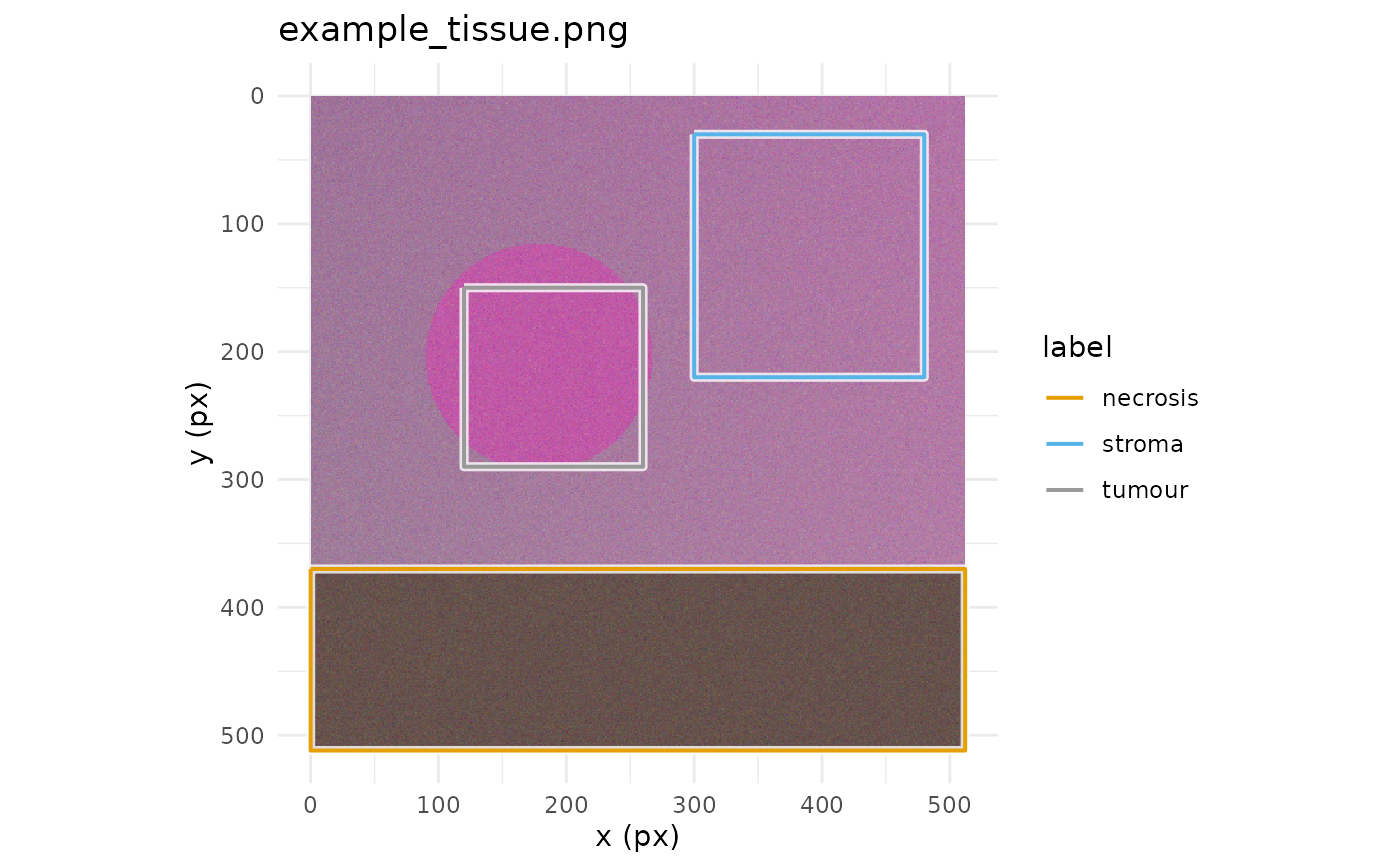 example_tissue.png
0
100
200
300
400
500
y (px)
0 100 200 300 400 500
x (px)
label
necrosis
stroma
tumour